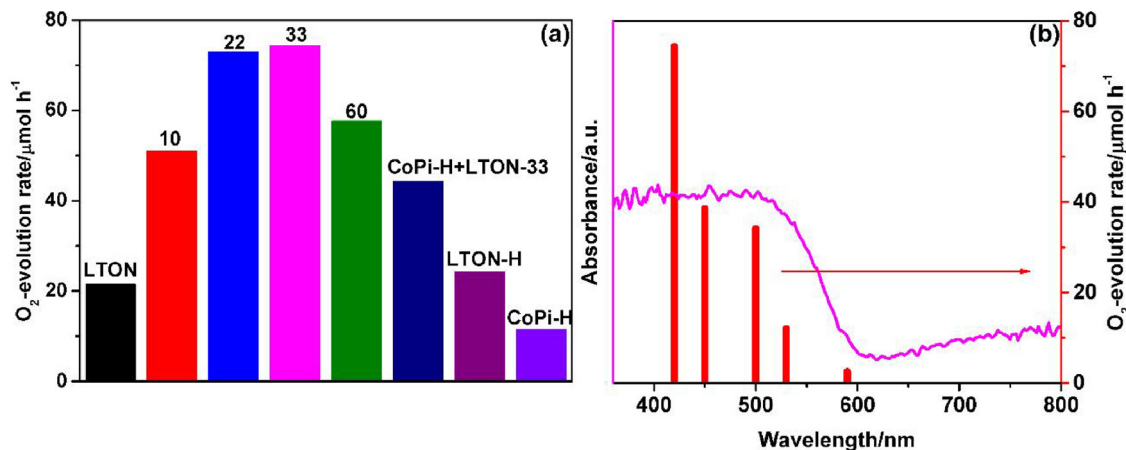 (a)
O₂-evolution rate/μmol h⁻¹
80
60
40
20
0
LTON
10
22
33
60
CoPi-H+LTON-33
LTON-H
CoPi-H
(b)
Absorbance/a.u.
400 500 600 700 800
Wavelength/nm
80
60
40
20
0
O₂-evolution rate/μmol h⁻¹